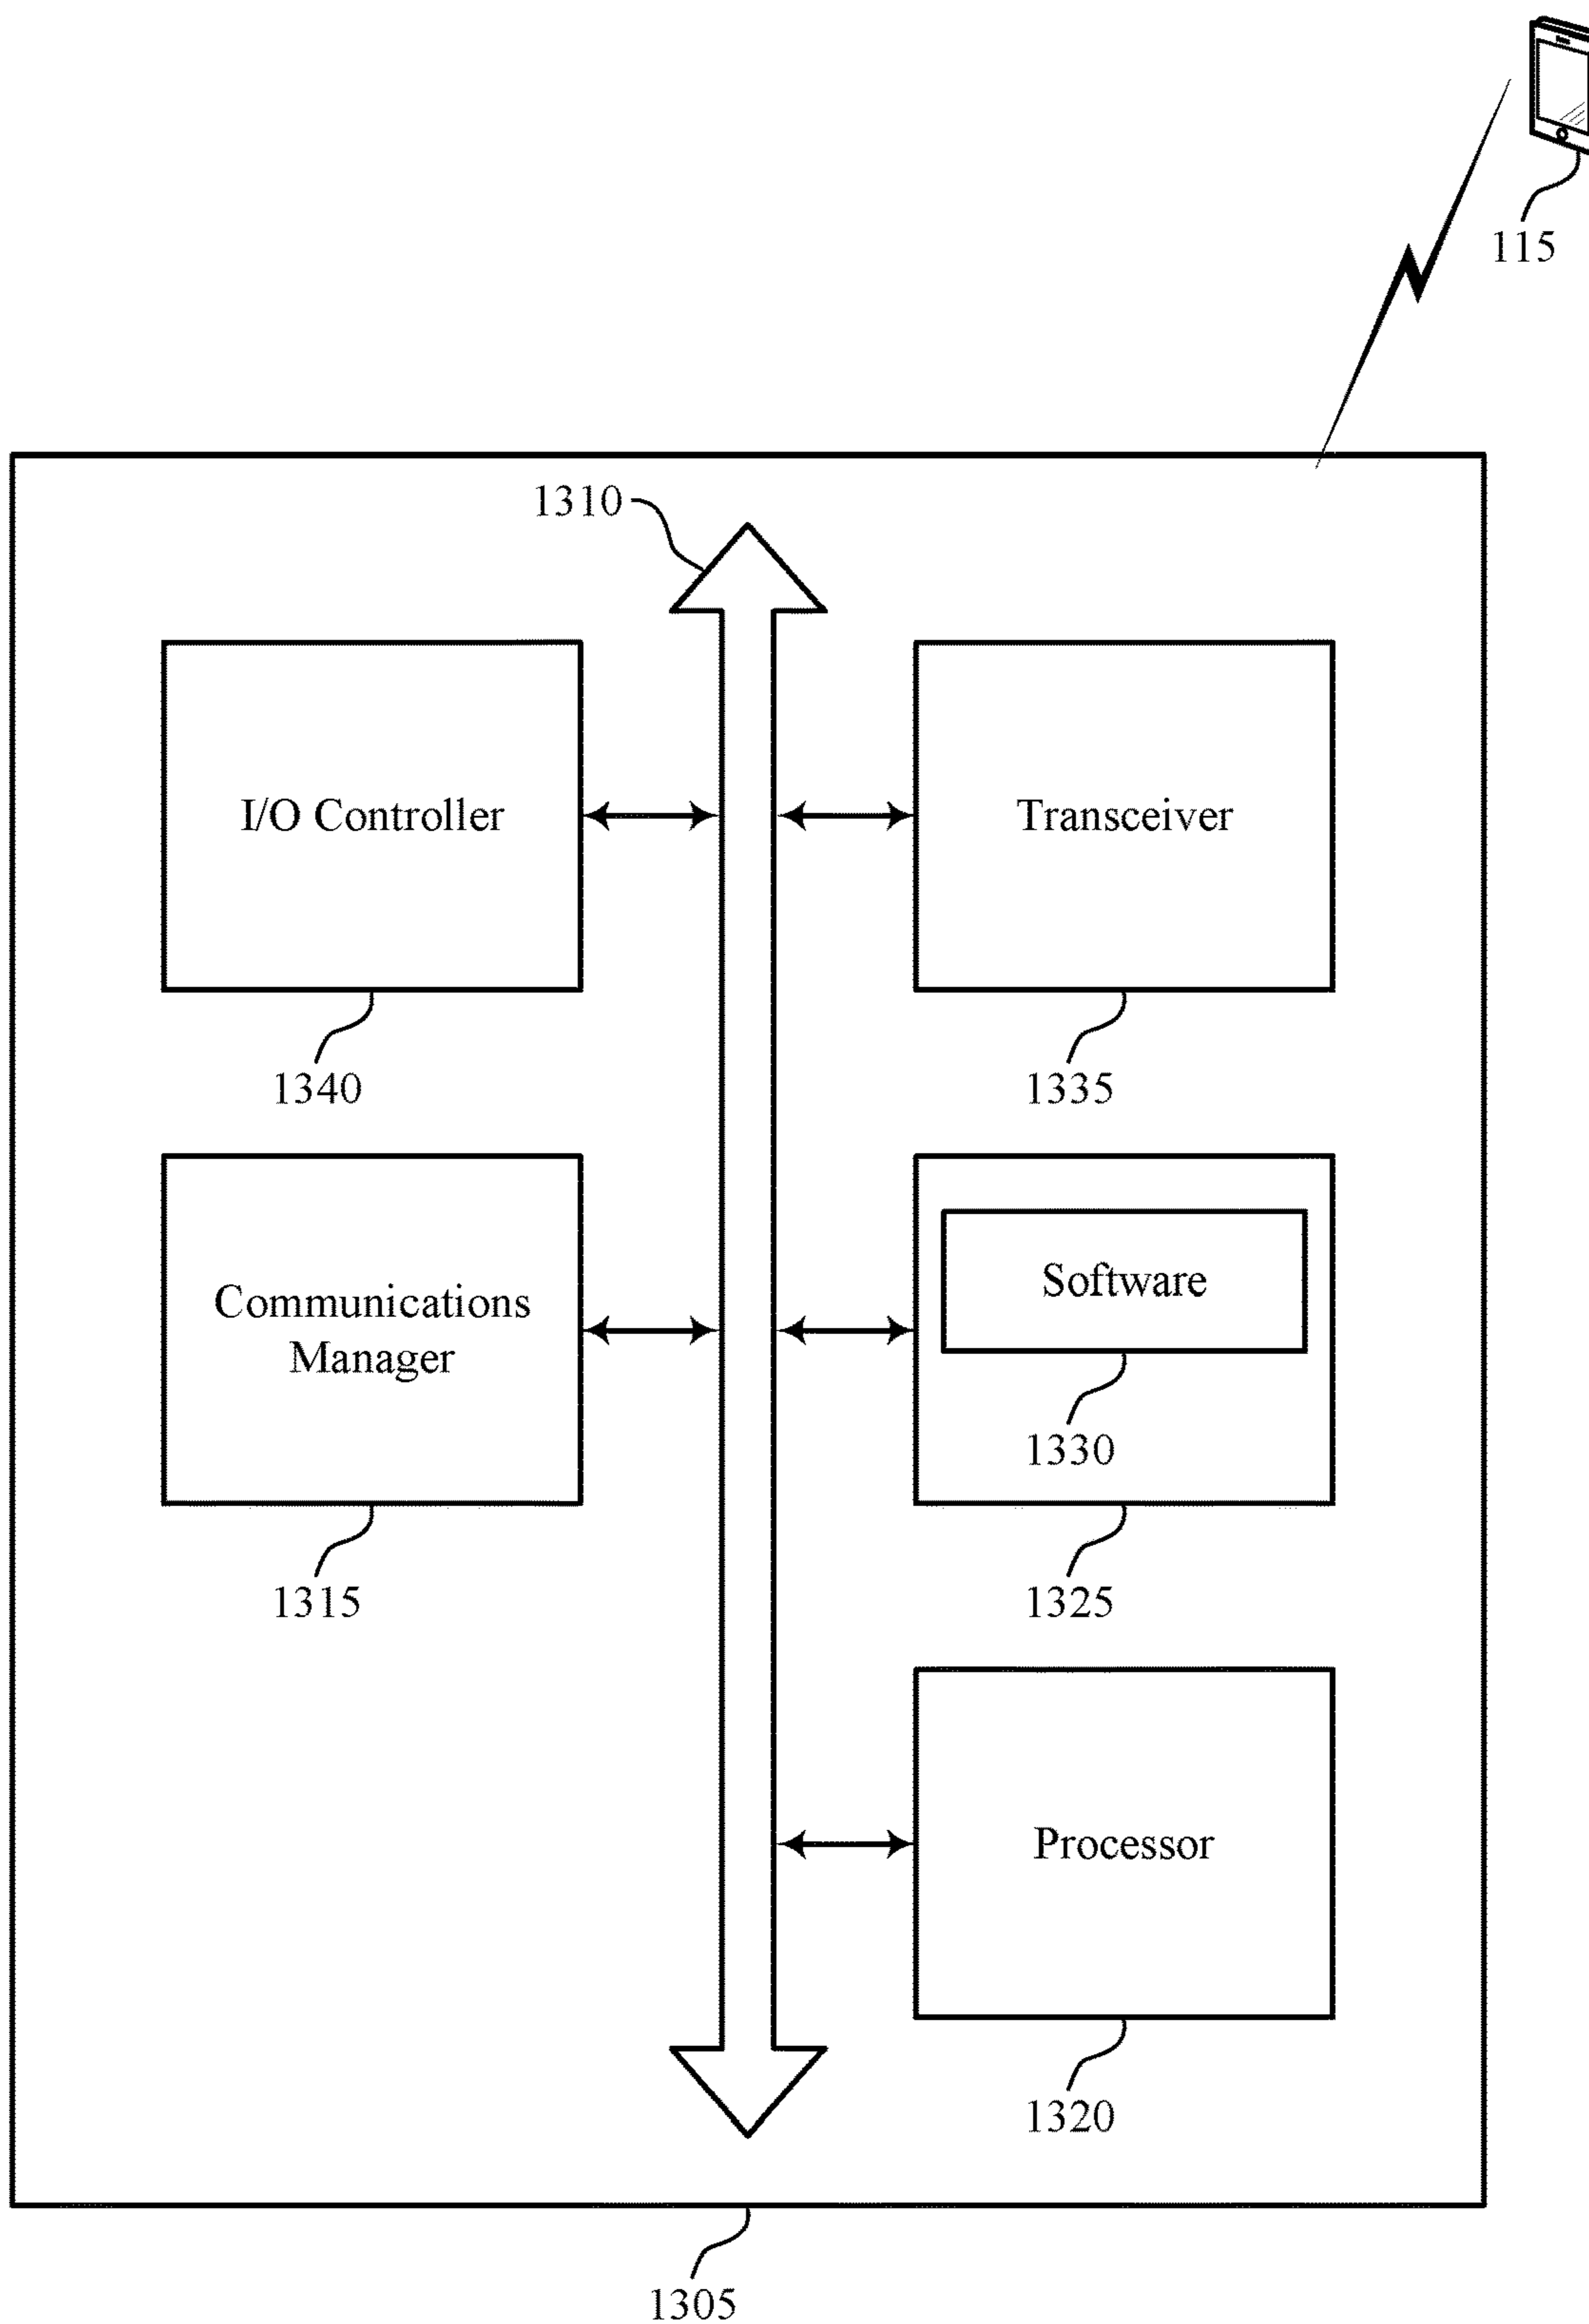 115
1310
I/O Controller
Transceiver
1340
1335
Communications
Manager
Software
1330
1315
1325
Processor
1320
1305